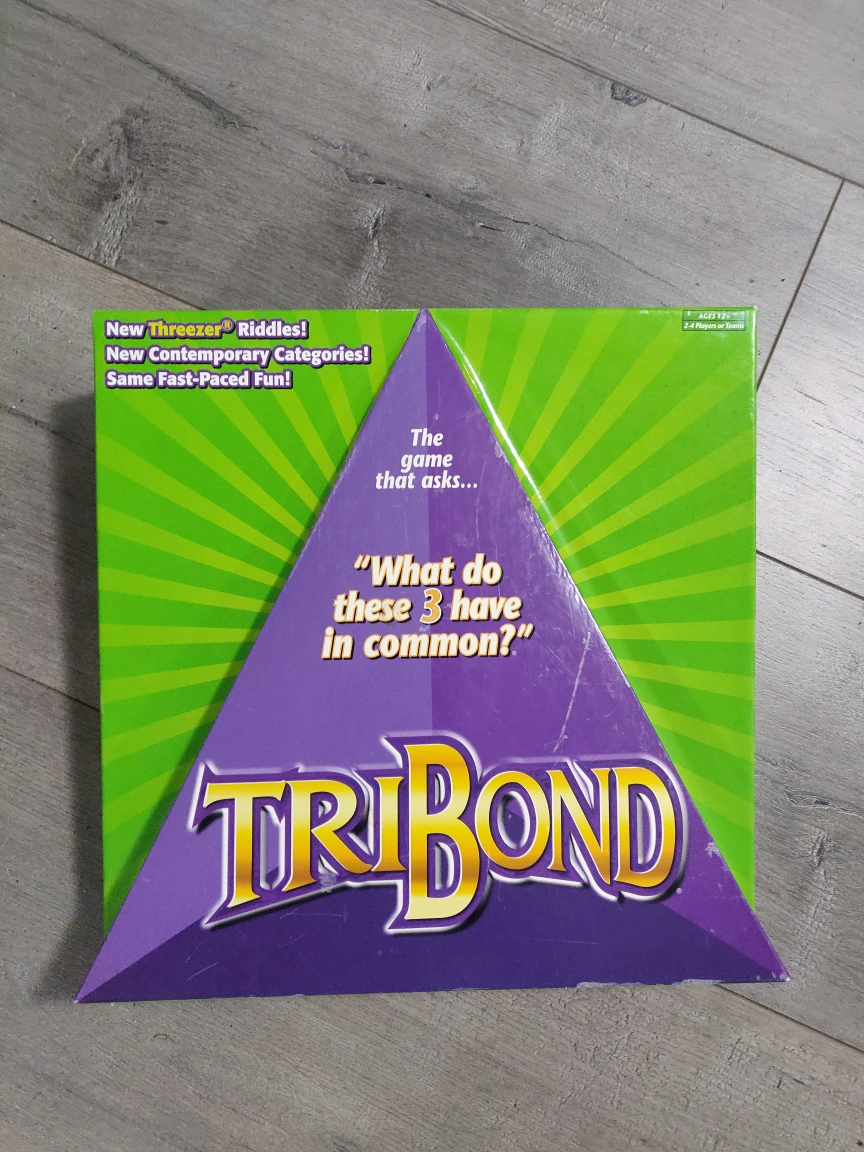 New Threezer® Riddles!
New Contemporary Categories!
Same Fast-Paced Fun!
AGES 12+
2-4 Players or Teams
The
game
that asks...
"What do
these 3 have
in common?"
TRIBOND